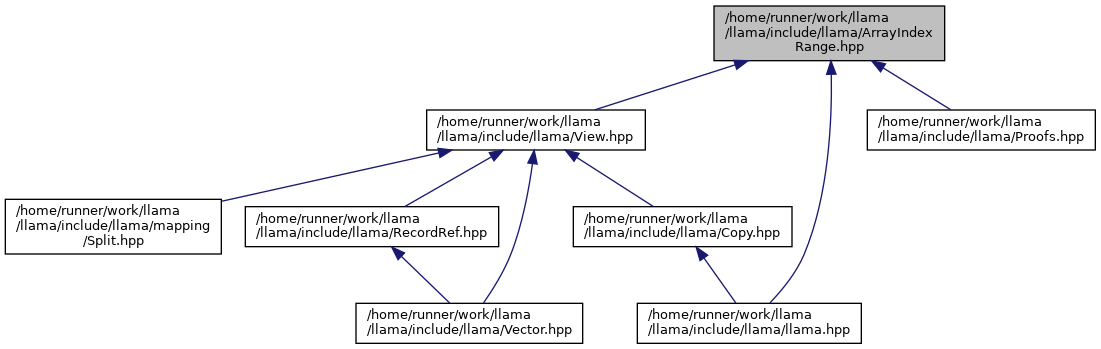 /home/runner/work/llama
/llama/include/llama/ArrayIndex
Range.hpp
/home/runner/work/llama
/llama/include/llama/View.hpp
/home/runner/work/llama
/llama/include/llama/Proofs.hpp
/home/runner/work/llama
/llama/include/llama/mapping
/Split.hpp
/home/runner/work/llama
/llama/include/llama/RecordRef.hpp
/home/runner/work/llama
/llama/include/llama/Copy.hpp
/home/runner/work/llama
/llama/include/llama/Vector.hpp
/home/runner/work/llama
/llama/include/llama/llama.hpp